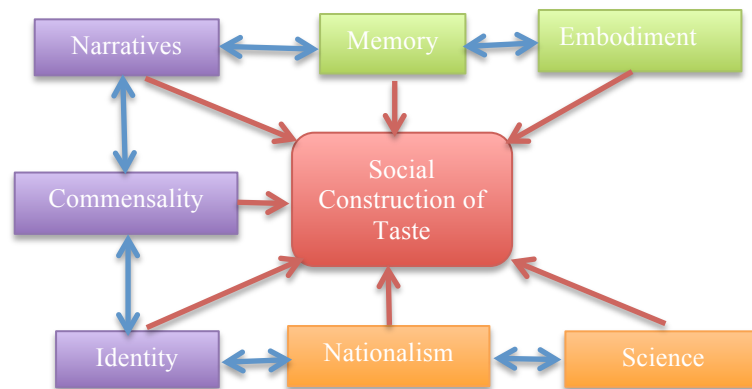 Narratives
Memory
Embodiment
Social
Construction of
Taste
Commensality
Identity
Nationalism
Science